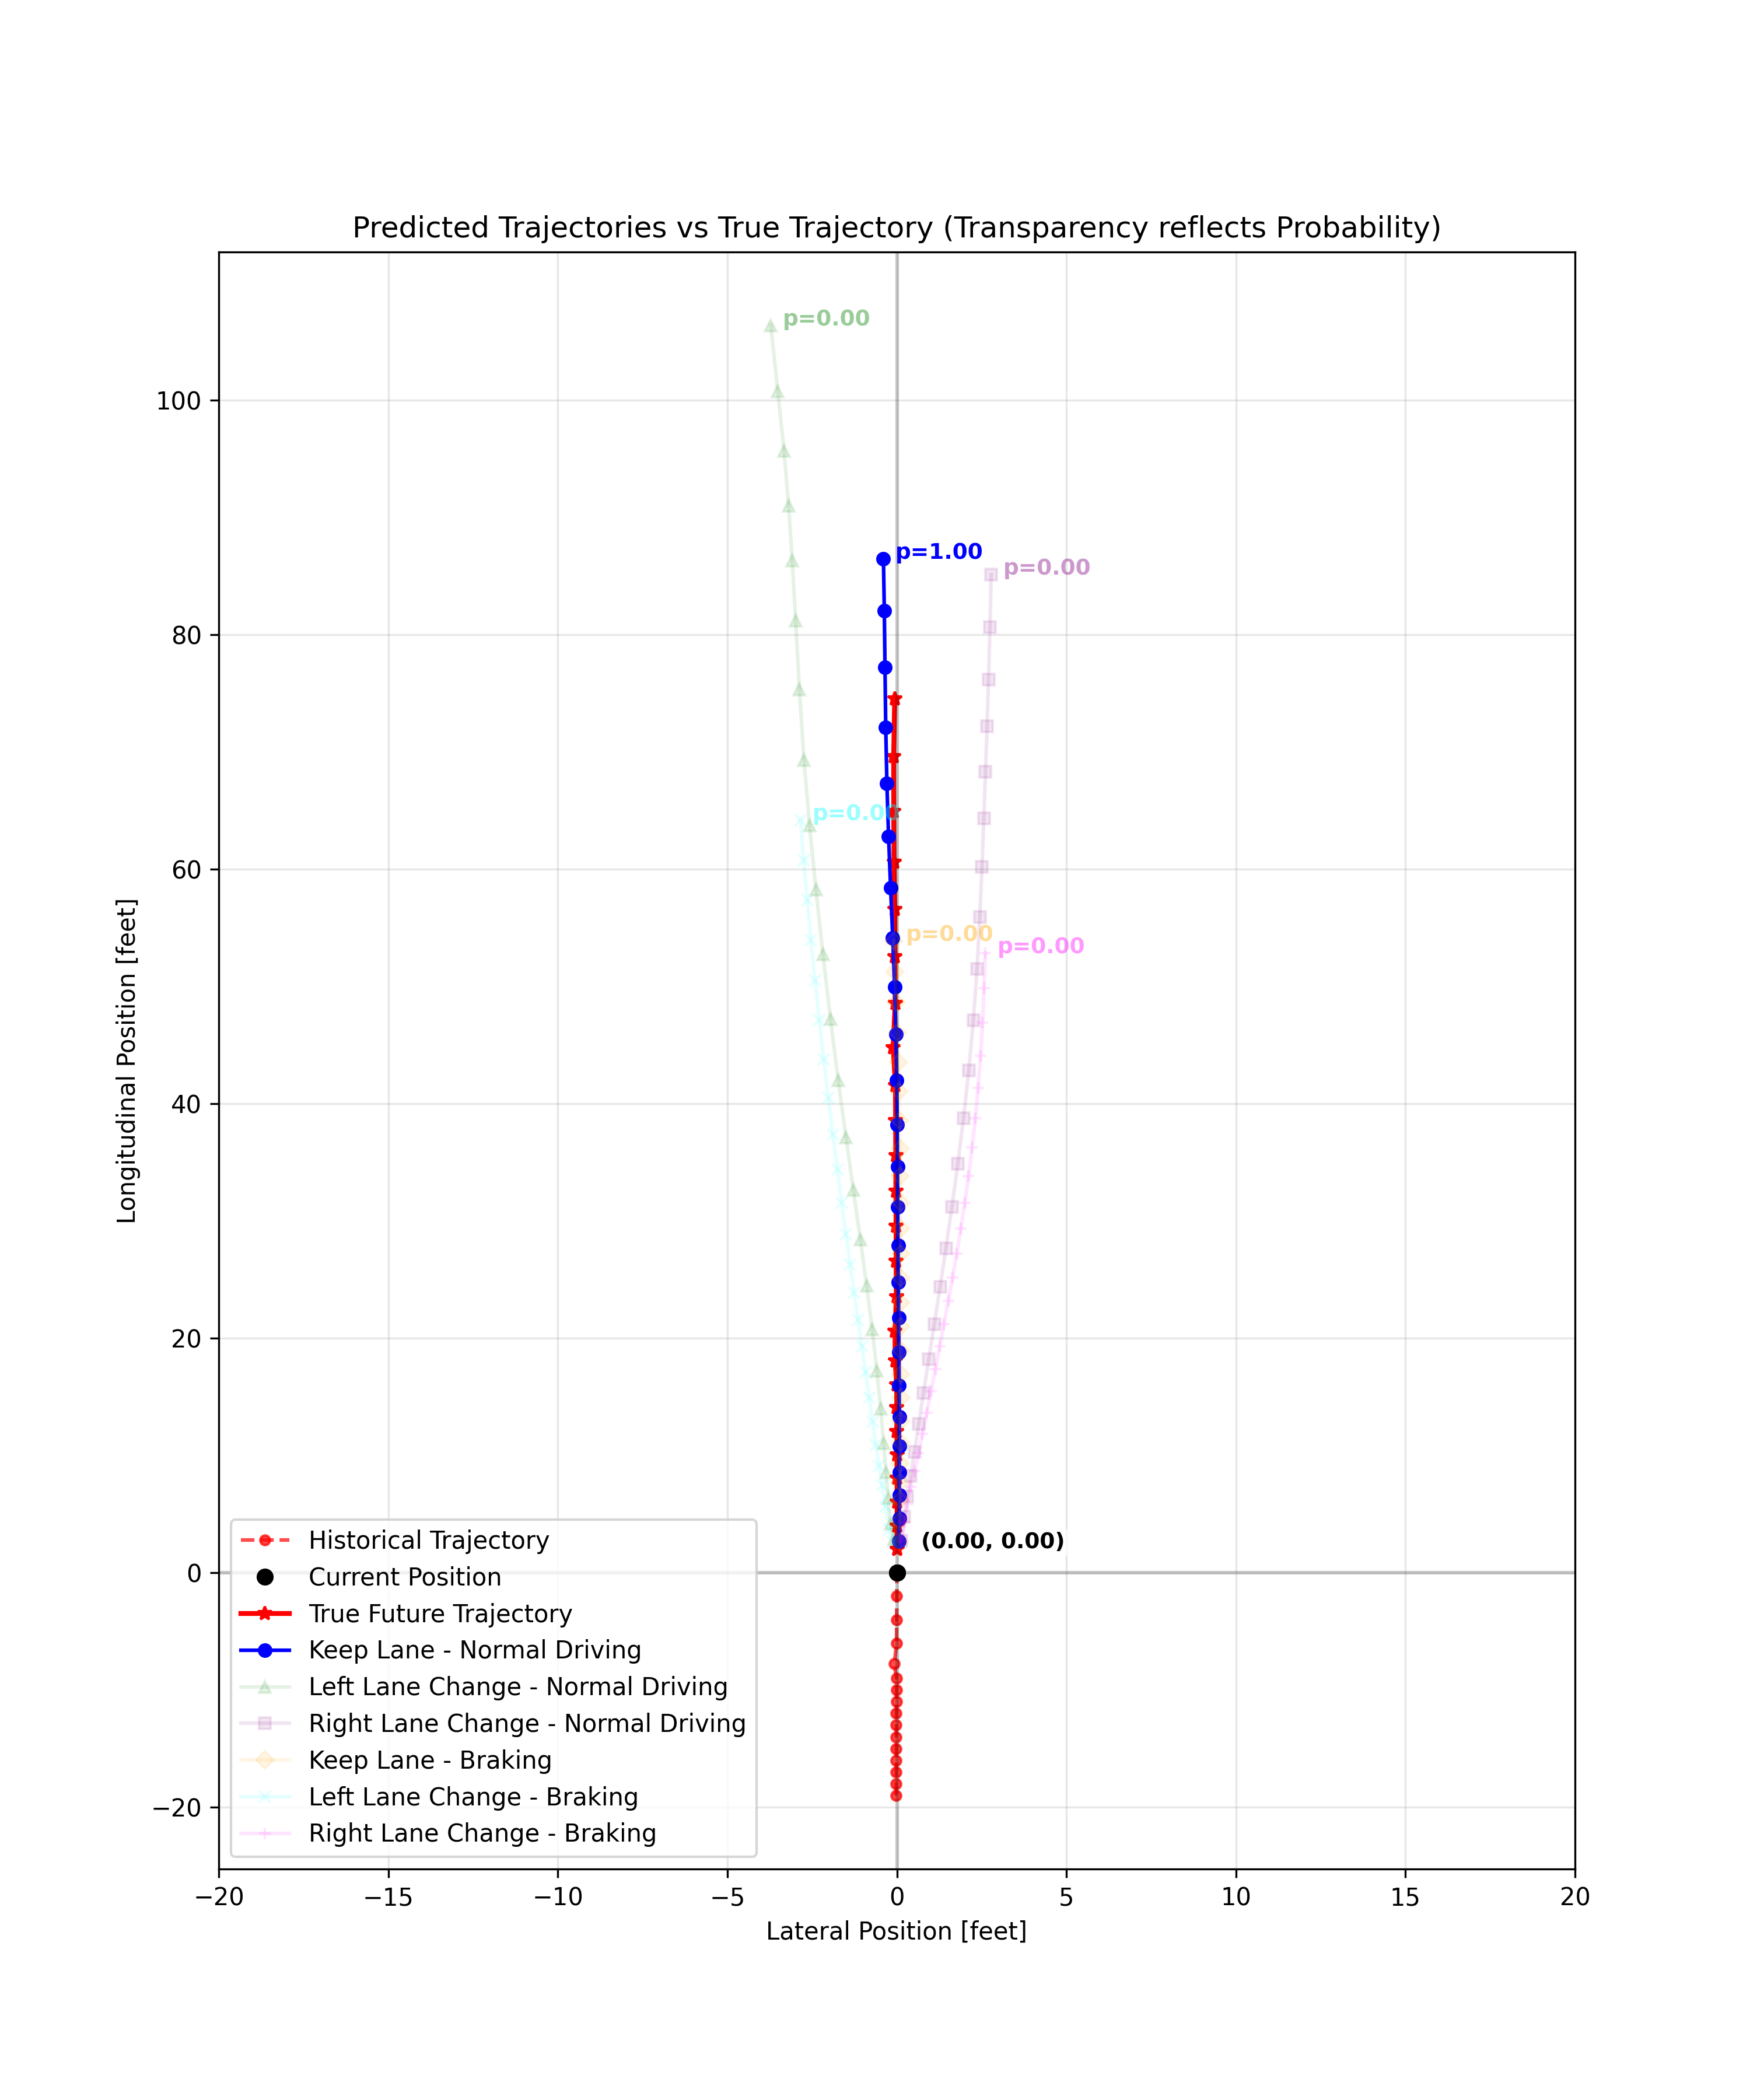 Predicted Trajectories vs True Trajectory (Transparency reflects Probability)
p=0.00
100
p=1.00
p=0.00
80
p=0.00
60
p=0.00
p=0.00
Longitudinal Position [feet]
40
20
(0.00, 0.00)
0
−20
Historical Trajectory
Current Position
True Future Trajectory
Keep Lane - Normal Driving
Left Lane Change - Normal Driving
Right Lane Change - Normal Driving
Keep Lane - Braking
Left Lane Change - Braking
Right Lane Change - Braking
−20
−15
−10
−5
0
5
10
15
20
Lateral Position [feet]